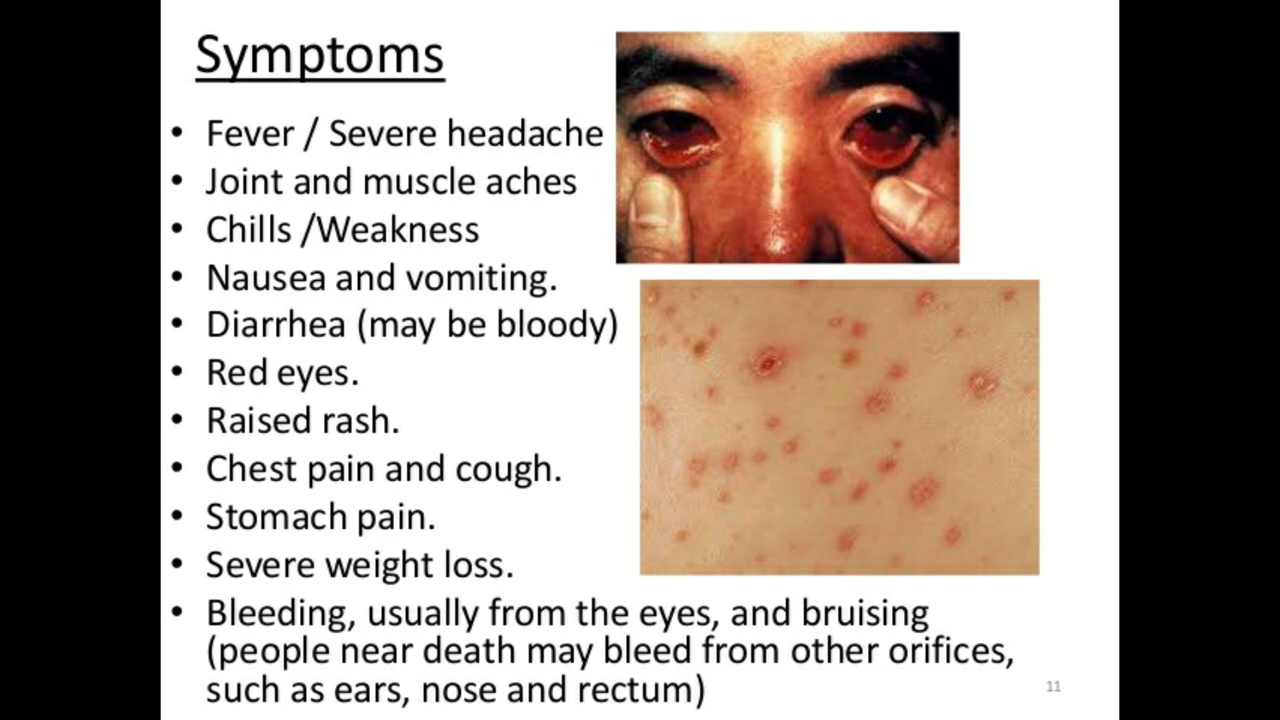 Symptoms
• Fever / Severe headache
• Joint and muscle aches
• Chills /Weakness
• Nausea and vomiting.
• Diarrhea (may be bloody)
• Red eyes.
• Raised rash.
• Chest pain and cough.
• Stomach pain.
• Severe weight loss.
• Bleeding, usually from the eyes, and bruising
(people near death may bleed from other orifices,
such as ears, nose and rectum)
11